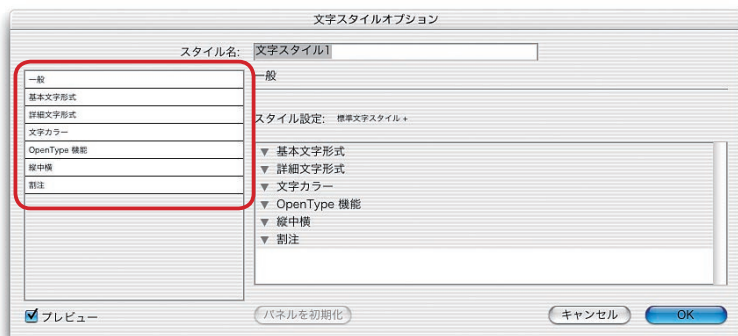 文字スタイルオプション
スタイル名: 文字スタイル1
一般
基本文字形式
詳細文字形式
文字カラー
OpenType 機能
縦中横
割注
一般
スタイル設定: 標準文字スタイル +
▼ 基本文字形式
▼ 詳細文字形式
▼ 文字カラー
▼ OpenType 機能
▼ 縦中横
▼ 割注
プレビュー
パネルを初期化
キャンセル
OK